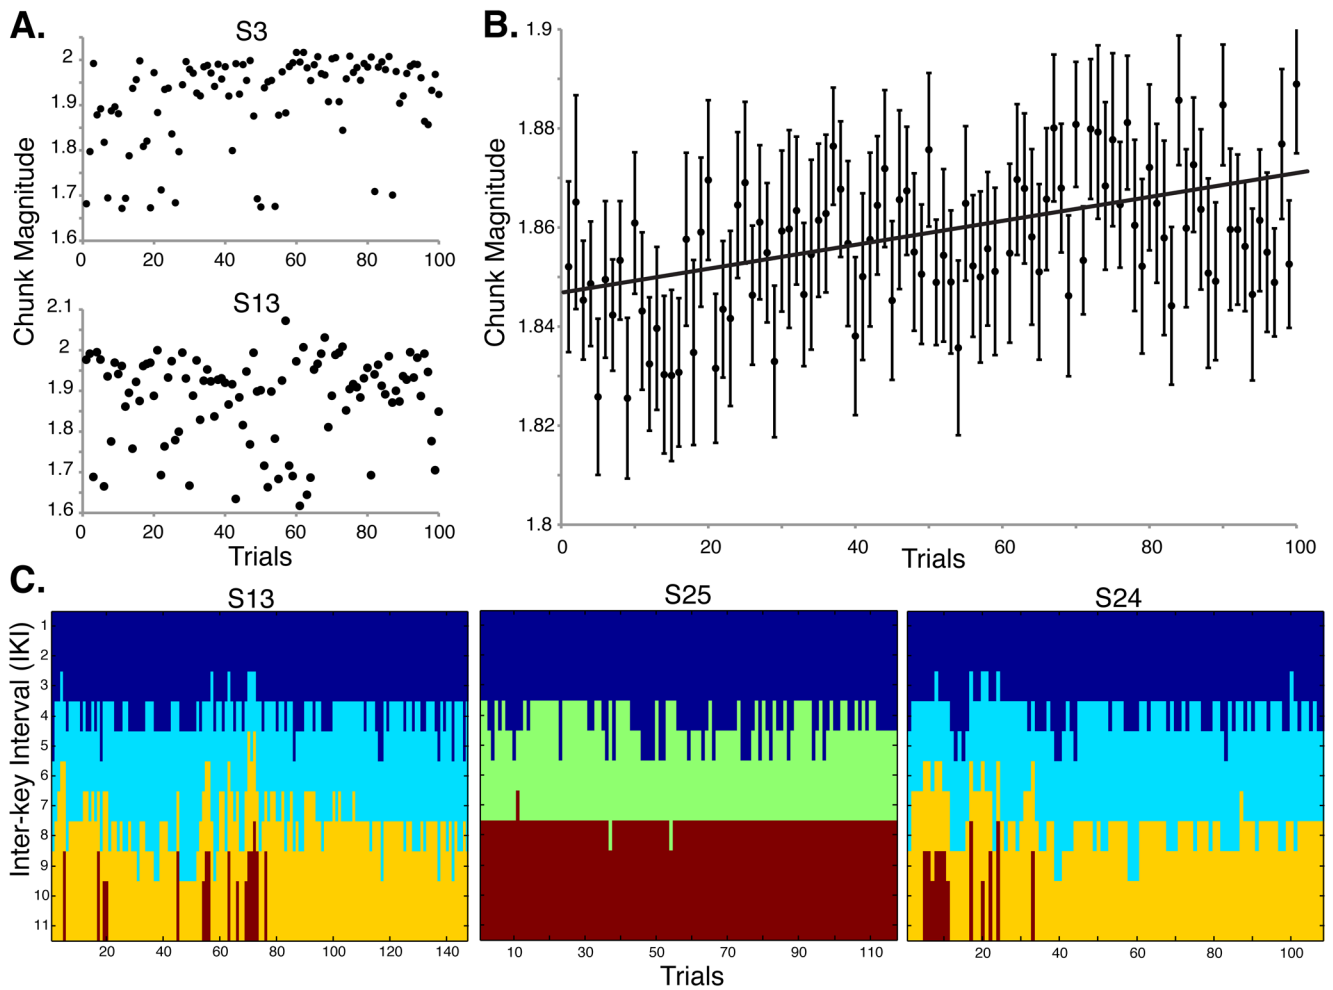 A.
S3
Chunk Magnitude
2
1.9
1.8
1.7
1.6
0 20 40 60 80 100
S13
2.1
2
1.9
1.8
1.7
1.6
0 20 40 60 80 100
Trials
B.
Chunk Magnitude
1.9
1.88
1.86
1.84
1.82
1.8
0 20 40 60 80 100
Trials
C.
S13 S25 S24
Inter-key Interval (IKI)
1
2
3
4
5
6
7
8
9
10
11
20 40 60 80 100 120 140
10 30 50 70 90 110
20 40 60 80 100
Trials